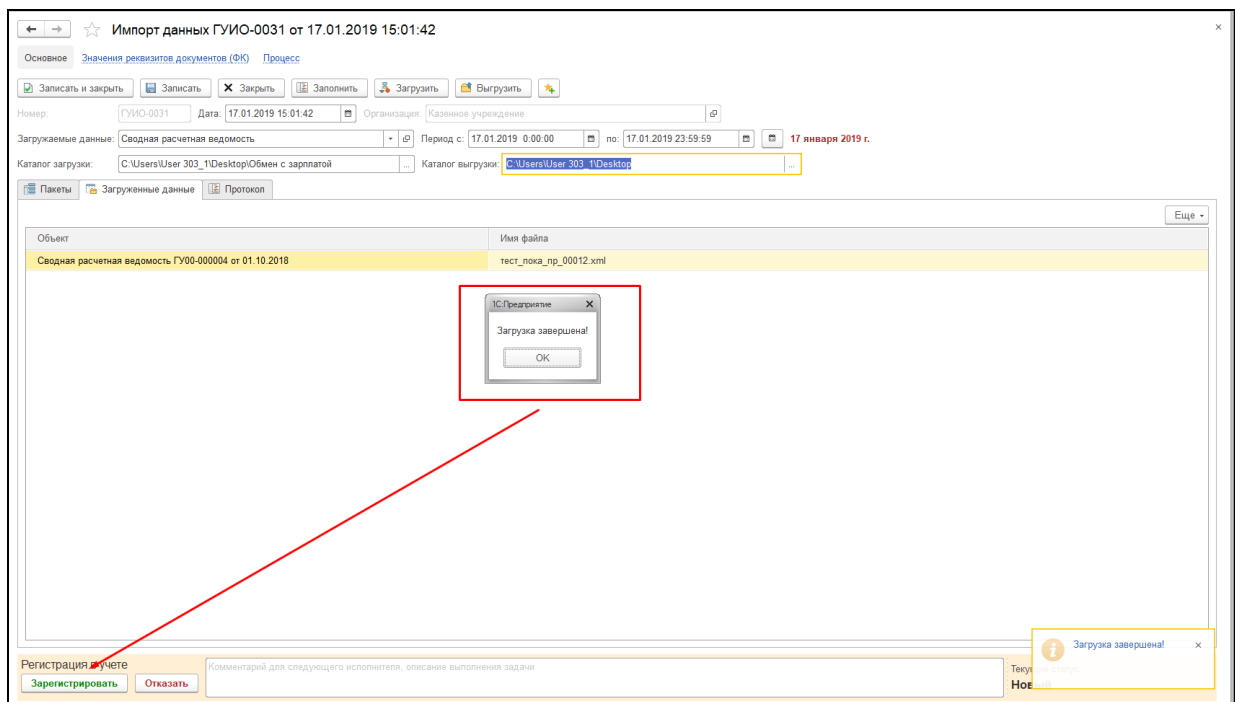 Импорт данных ГУИО-0031 от 17.01.2019 15:01:42
Основное Значения реквизитов документов (ФК) Процесс
Записать и закрыть Записать Закрыть Заполнить Загрузить Выгрузить
Номер: ГУИО-0031 Дата: 17.01.2019 15:01:42 Организация: Казенное учреждение
Загружаемые данные: Сводная расчетная ведомость Период с: 17.01.2019 0:00:00 по: 17.01.2019 23:59:59 17 января 2019 г.
Каталог загрузки: C:\Users\User 303_1\Desktop\Обмен с зарплатой ... Каталог выгрузки: C:\Users\User 303_1\Desktop ...
Пакеты Загруженные данные Протокол
Еще
Объект Имя файла
Сводная расчетная ведомость ГУ00-000004 от 01.10.2018 тест_пока_пр_00012.xml
1С:Предприятие
Загрузка завершена!
OK
Загрузка завершена!
Регистрация в учете
Комментарий для следующего исполнителя, описание выполнения задачи
Зарегистрировать Отказать